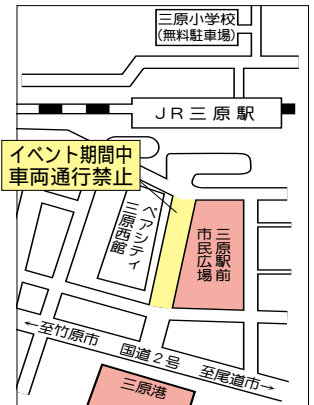 三原小学校
(無料駐車場)
JR三原駅
イベント期間中
車両通行禁止
ペアシティ
三原西館
三原駅前
市民広場
←至竹原市
国道2号
至尾道市→
三原港